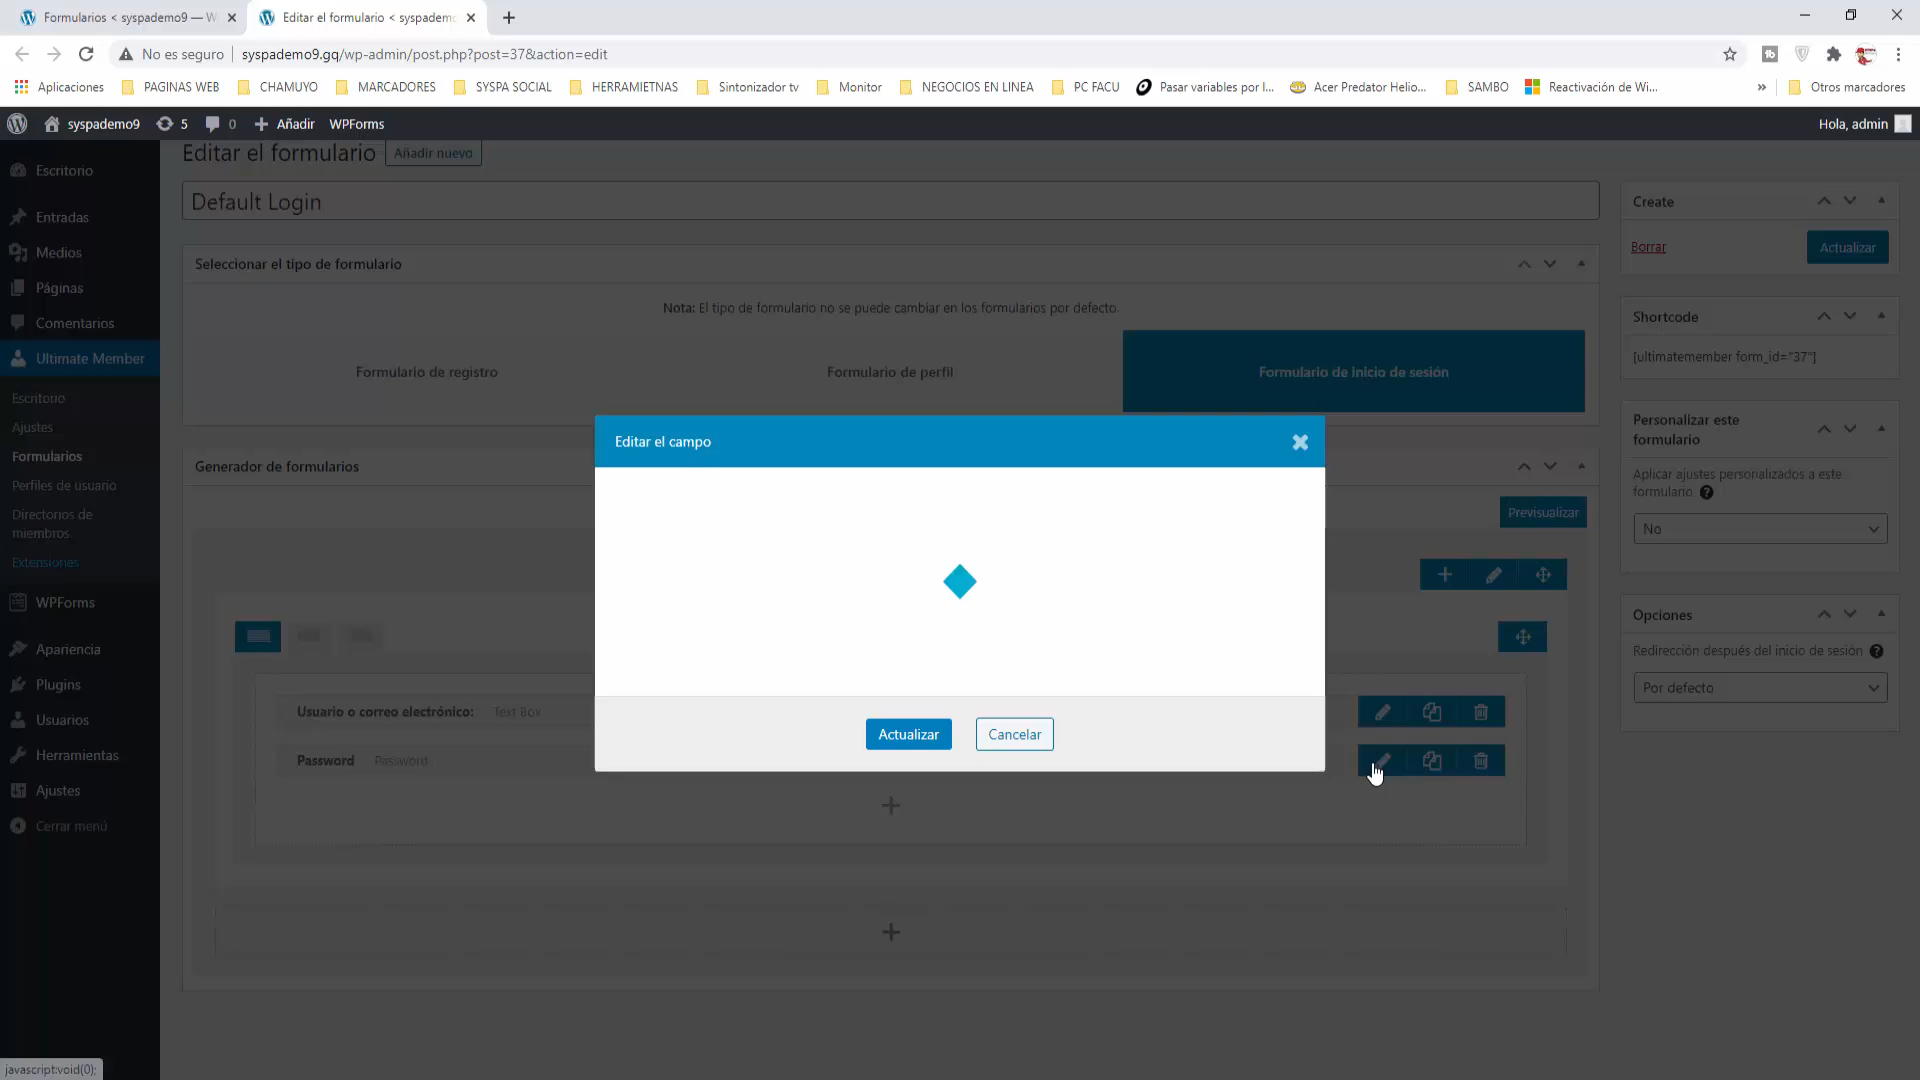 Formularios < syspademo9 — W
Editar el formulario < syspadem
No es seguro
syspademo9.gq/wp-admin/post.php?post=37&action=edit
Aplicaciones
PAGINAS WEB
CHAMUYO
MARCADORES
SYSPA SOCIAL
HERRAMIETNAS
Sintonizador tv
Monitor
NEGOCIOS EN LINEA
PC FACU
Pasar variables por l...
Acer Predator Helio...
SAMBO
Reactivación de Wi...
»
Otros marcadores
syspademo9
5
0
Añadir
WPForms
Hola, admin
Escritorio
Entradas
Medios
Páginas
Comentarios
Ultimate Member
Escritorio
Ajustes
Formularios
Perfiles de usuario
Directorios de
miembros
Extensiones
WPForms
Apariencia
Plugins
Usuarios
Herramientas
Ajustes
Cerrar menú
Editar el formulario
Añadir nuevo
Default Login
Seleccionar el tipo de formulario
Nota: El tipo de formulario no se puede cambiar en los formularios por defecto.
Formulario de registro
Formulario de perfil
Formulario de inicio de sesión
Generador de formularios
Previsualizar
Usuario o correo electrónico: Text Box
Password Password
Editar el campo
Actualizar
Cancelar
Create
Borrar
Actualizar
Shortcode
[ultimatemember form_id="37"]
Personalizar este
formulario
Aplicar ajustes personalizados a este
formulario
No
Opciones
Redirección después del inicio de sesión
Por defecto
javascript:void(0);